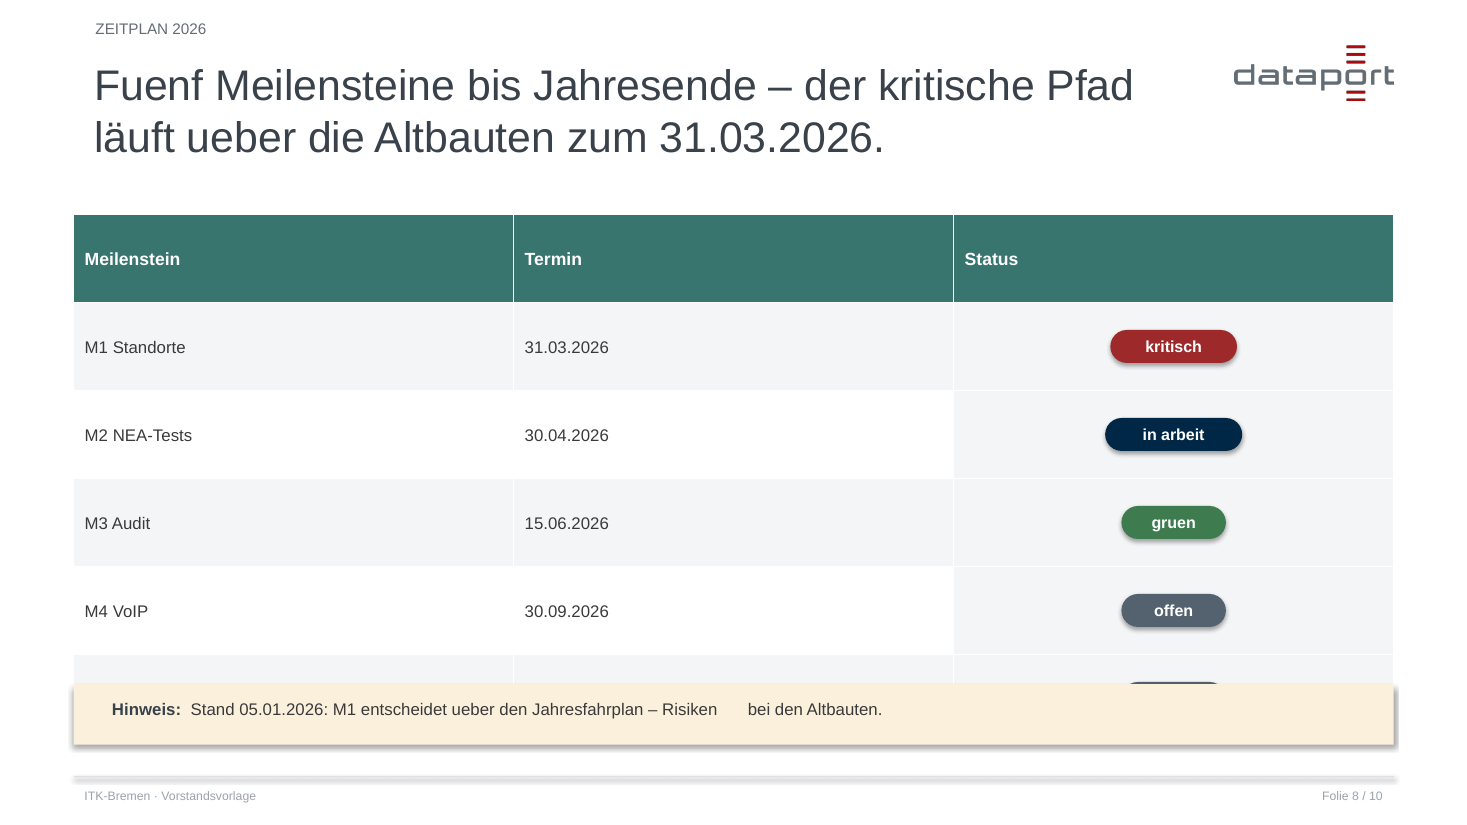 ZEITPLAN 2026
dataport
Fuenf Meilensteine bis Jahresende – der kritische Pfad
läuft ueber die Altbauten zum 31.03.2026.
Meilenstein Termin Status
M1 Standorte 31.03.2026 kritisch
M2 NEA-Tests 30.04.2026 in arbeit
M3 Audit 15.06.2026 gruen
M4 VoIP 30.09.2026 offen
Hinweis: Stand 05.01.2026: M1 entscheidet ueber den Jahresfahrplan – Risiken bei den Altbauten.
ITK-Bremen · Vorstandsvorlage Folie 8 / 10